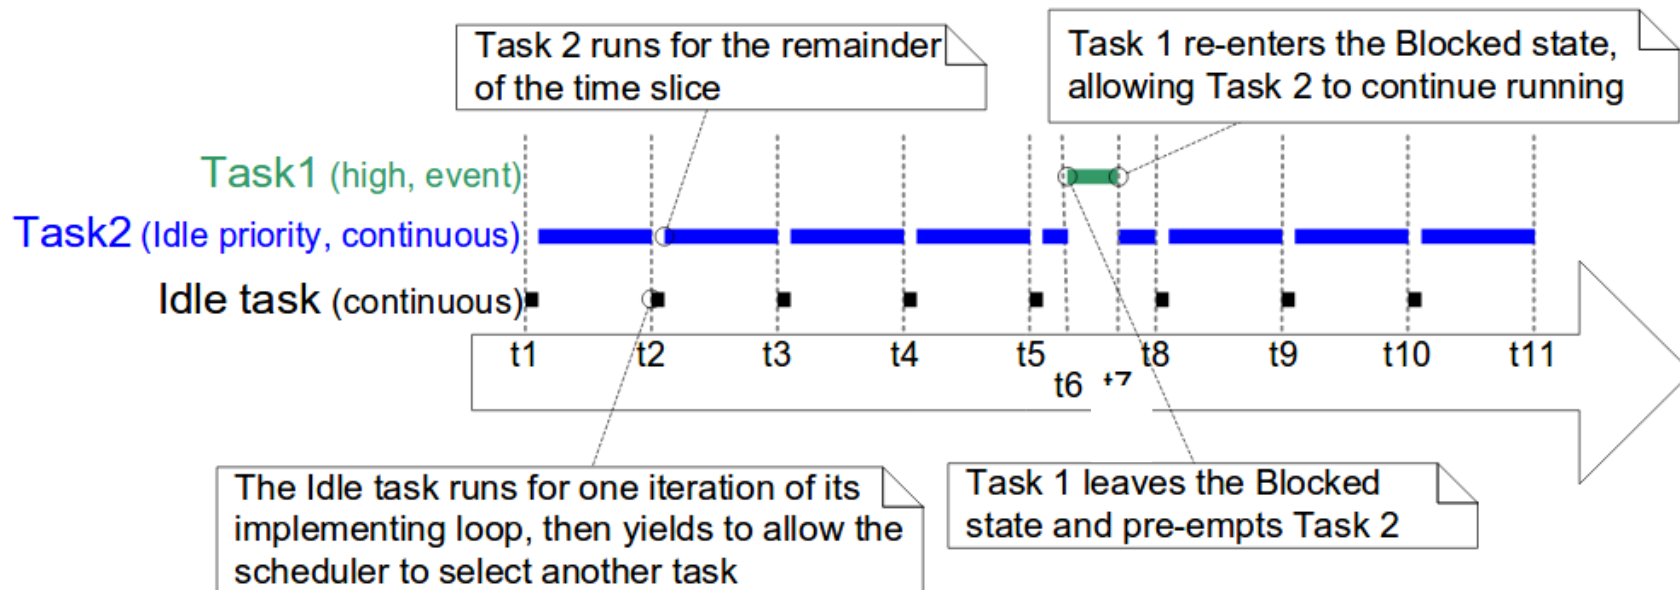 Task 2 runs for the remainder
of the time slice
Task 1 re-enters the Blocked state,
allowing Task 2 to continue running
Task1 (high, event)
Task2 (Idle priority, continuous)
Idle task (continuous)
t1 t2 t3 t4 t5 t8 t9 t10 t11
t6 t7
The Idle task runs for one iteration of its
implementing loop, then yields to allow the
scheduler to select another task
Task 1 leaves the Blocked
state and pre-empts Task 2